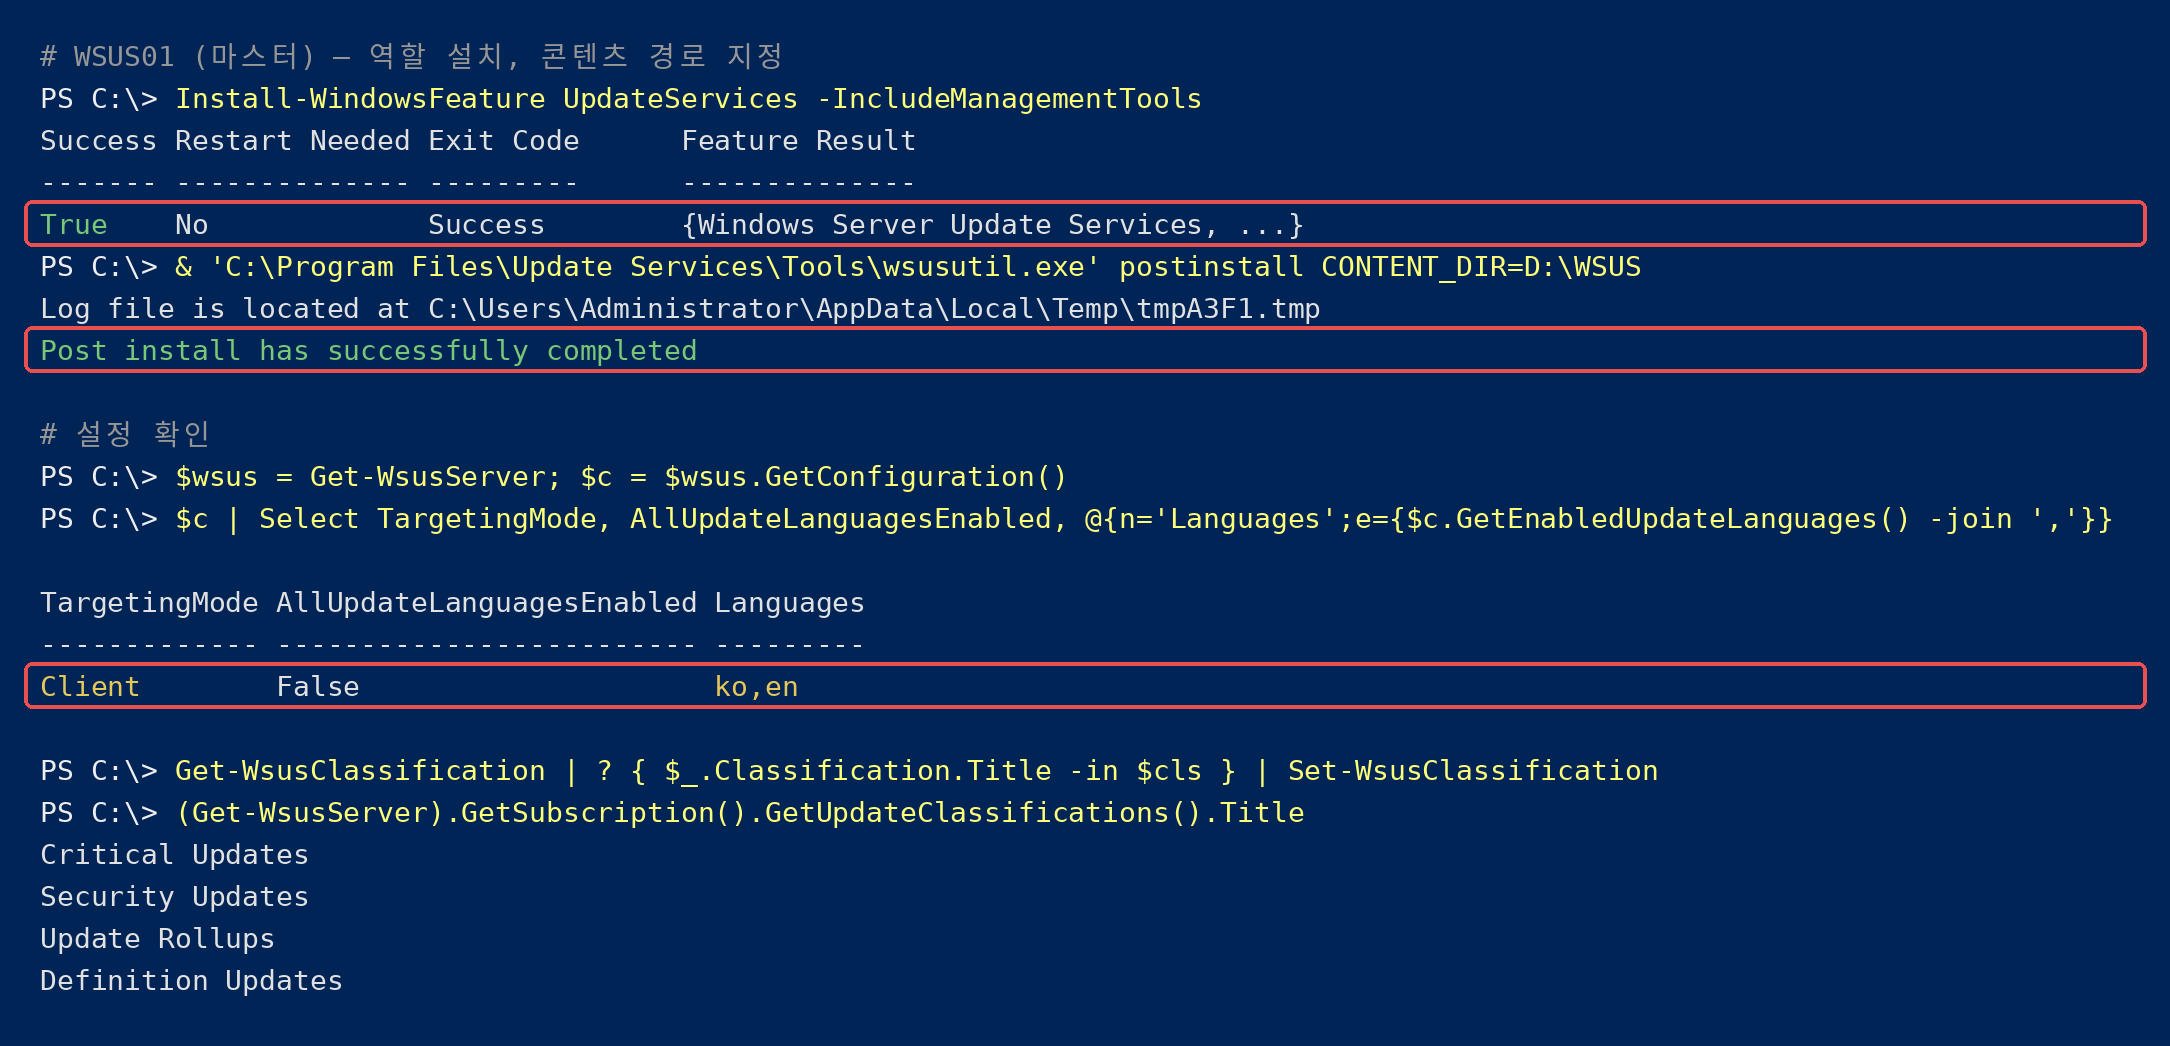 # WSUS01 (마스터) — 역할 설치, 콘텐츠 경로 지정
PS C:\> Install-WindowsFeature UpdateServices -IncludeManagementTools
Success Restart Needed Exit Code      Feature Result
------- -------------- ---------      --------------
True    No             Success        {Windows Server Update Services, ...}
PS C:\> & 'C:\Program Files\Update Services\Tools\wsusutil.exe' postinstall CONTENT_DIR=D:\WSUS
Log file is located at C:\Users\Administrator\AppData\Local\Temp\tmpA3F1.tmp
Post install has successfully completed
# 설정 확인
PS C:\> $wsus = Get-WsusServer; $c = $wsus.GetConfiguration()
PS C:\> $c | Select TargetingMode, AllUpdateLanguagesEnabled, @{n='Languages';e={$c.GetEnabledUpdateLanguages() -join ','}}
TargetingMode AllUpdateLanguagesEnabled Languages
------------- ------------------------- ---------
Client        False                     ko,en
PS C:\> Get-WsusClassification | ? { $_.Classification.Title -in $cls } | Set-WsusClassification
PS C:\> (Get-WsusServer).GetSubscription().GetUpdateClassifications().Title
Critical Updates
Security Updates
Update Rollups
Definition Updates